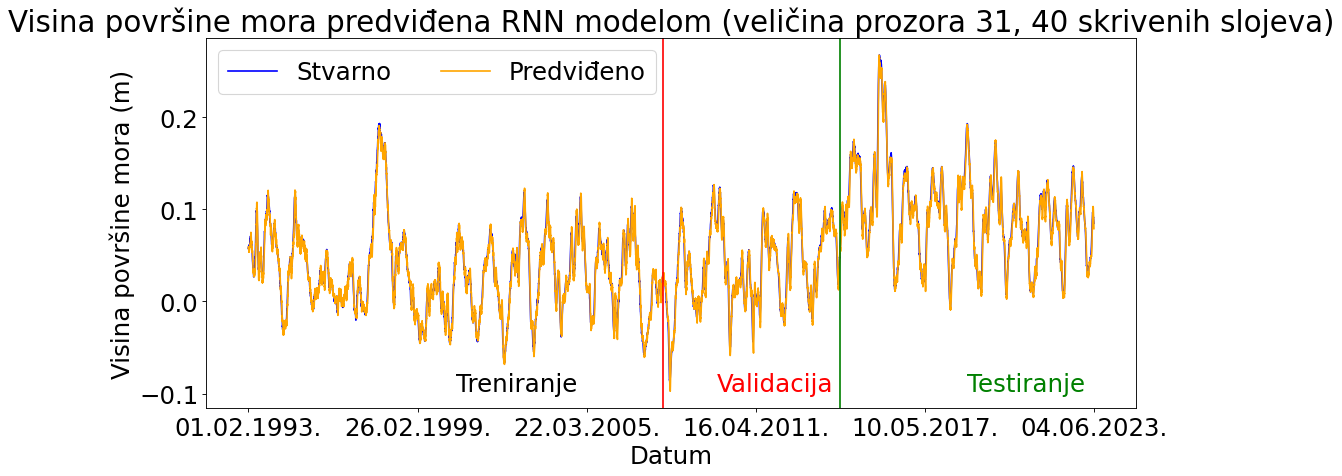 Visina površine mora predviđena RNN modelom (veličina prozora 31, 40 skrivenih slojeva)
Stvarno Predviđeno
Visina površine mora (m)
0.2
0.1
0.0
−0.1
Treniranje Validacija Testiranje
01.02.1993. 26.02.1999. 22.03.2005. 16.04.2011. 10.05.2017. 04.06.2023.
Datum